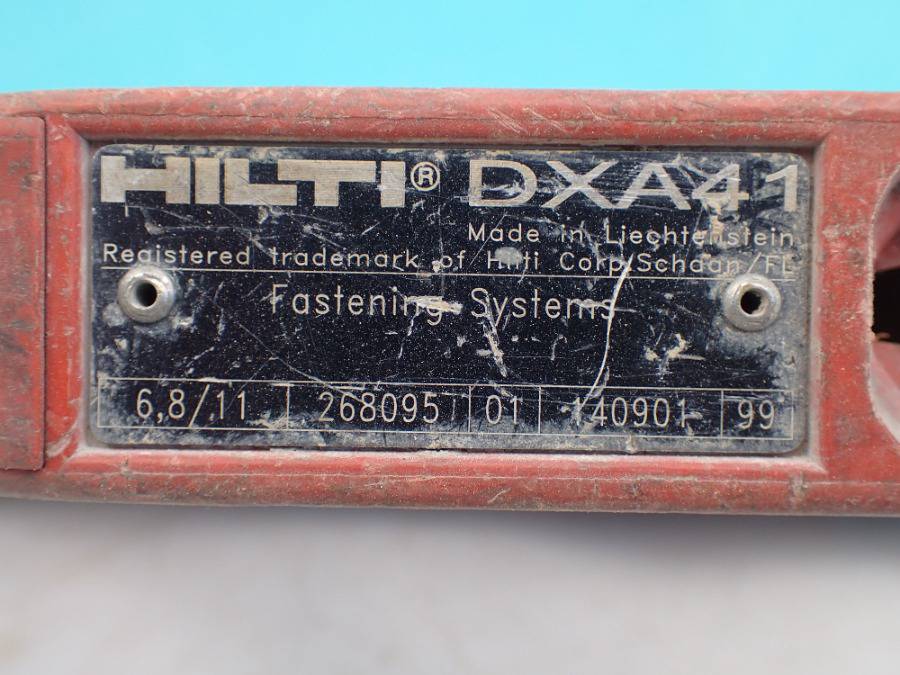 HILTI® DXA41
Made in Liechtenstein
Registered trademark of Hilti Corp/Schaan/FL
Fastening Systems
6,8/11 268095 01 140901 99